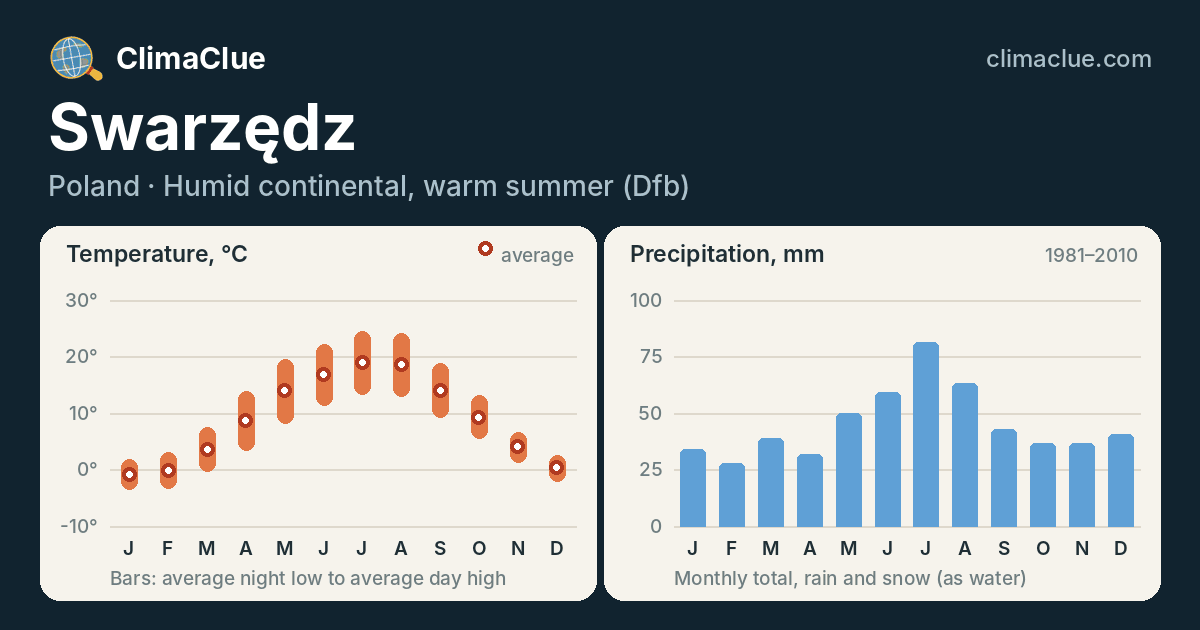 ClimaClue
climaclue.com
Swarzędz
Poland · Humid continental, warm summer (Dfb)
Temperature, °C
average
30°
20°
10°
0°
-10°
J F M A M J J A S O N D
Bars: average night low to average day high
Precipitation, mm
1981–2010
100
75
50
25
0
J F M A M J J A S O N D
Monthly total, rain and snow (as water)